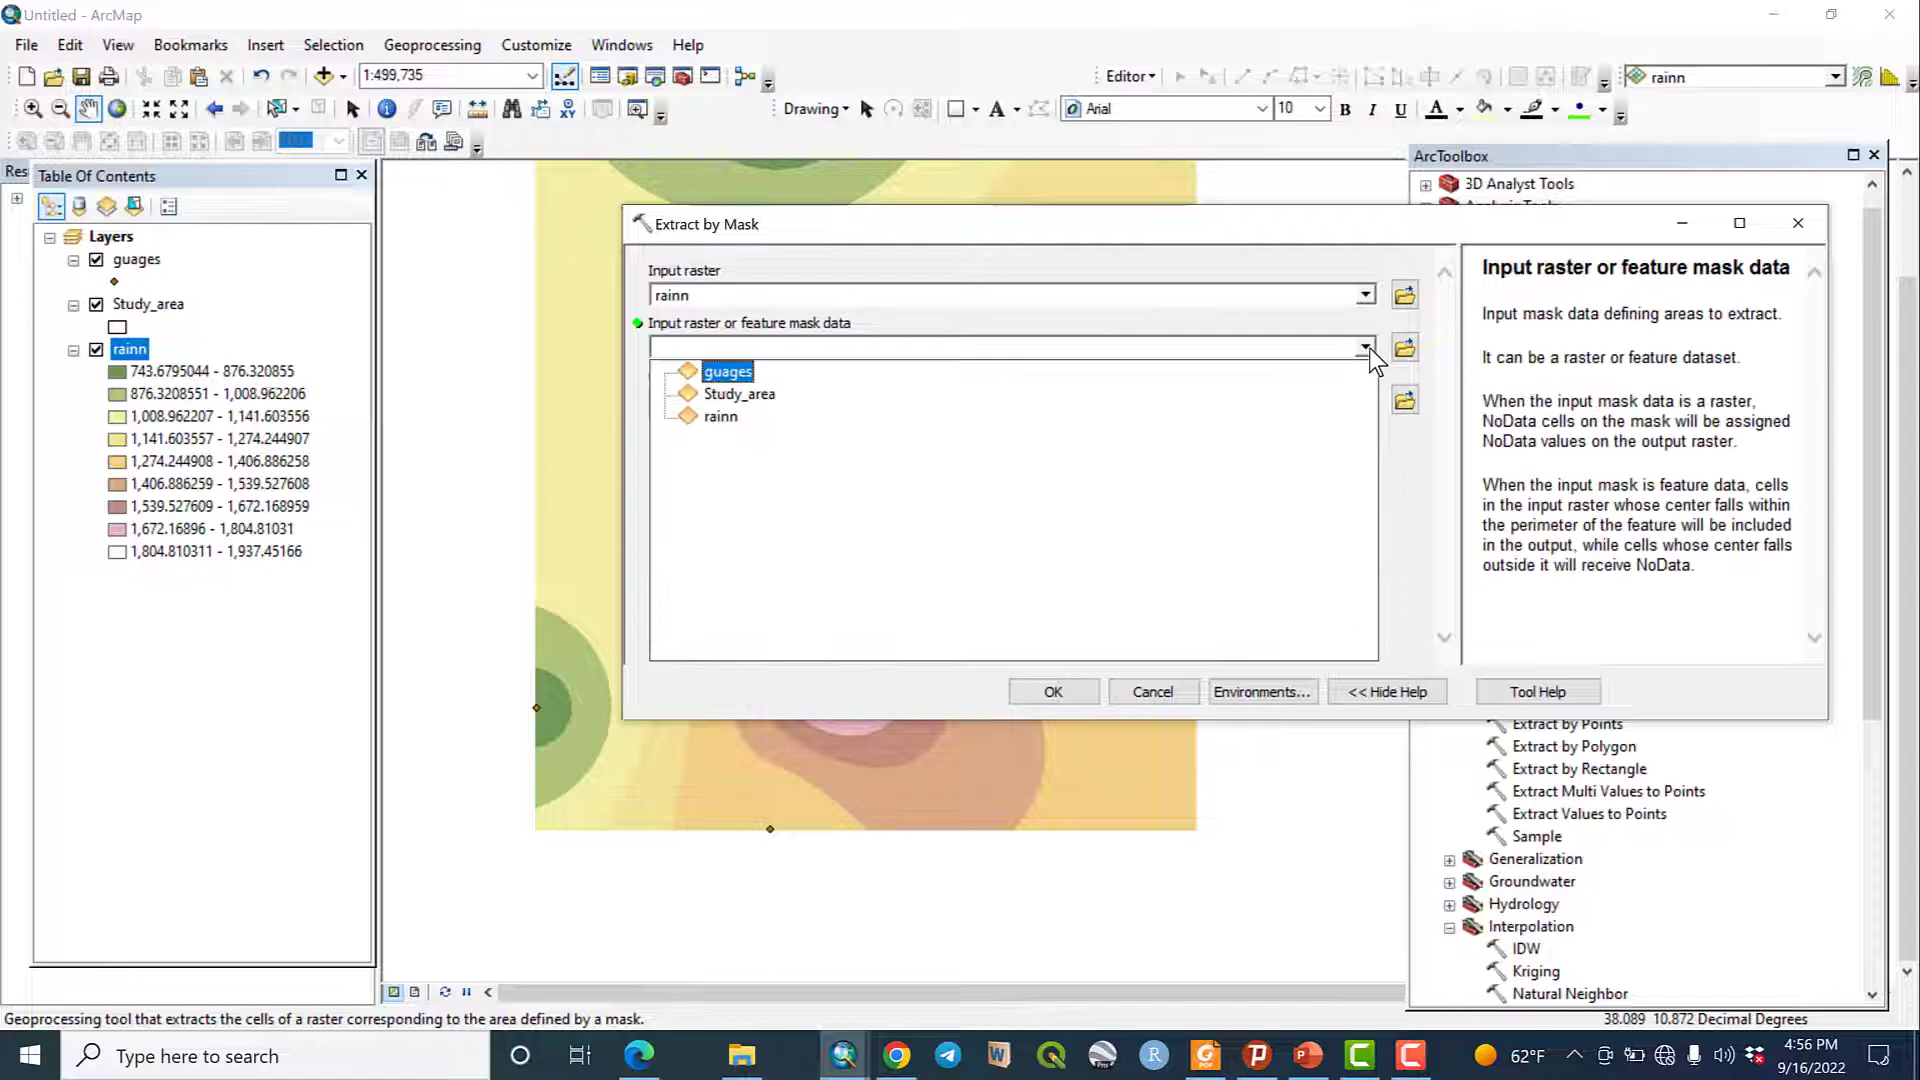 Untitled - ArcMap
File Edit View Bookmarks Insert Selection Geoprocessing Customize Windows Help
1:499,735
Editor
rainn
Drawing
Arial
10
B I U A
Res
Table Of Contents
Layers
guages
Study_area
rainn
743.6795044 - 876.320855
876.3208551 - 1,008.962206
1,008.962207 - 1,141.603556
1,141.603557 - 1,274.244907
1,274.244908 - 1,406.886258
1,406.886259 - 1,539.527608
1,539.527609 - 1,672.168959
1,672.16896 - 1,804.81031
1,804.810311 - 1,937.45166
Extract by Mask
Input raster
rainn
Input raster or feature mask data
guages
Study_area
rainn
OK
Cancel
Environments...
<< Hide Help
Tool Help
Input raster or feature mask data
Input mask data defining areas to extract.
It can be a raster or feature dataset.
When the input mask data is a raster,
NoData cells on the mask will be assigned
NoData values on the output raster.
When the input mask is feature data, cells
in the input raster whose center falls within
the perimeter of the feature will be included
in the output, while cells whose center falls
outside it will receive NoData.
ArcToolbox
3D Analyst Tools
Extract by Points
Extract by Polygon
Extract by Rectangle
Extract Multi Values to Points
Extract Values to Points
Sample
Generalization
Groundwater
Hydrology
Interpolation
IDW
Kriging
Natural Neighbor
Geoprocessing tool that extracts the cells of a raster corresponding to the area defined by a mask.
38.089 10.872 Decimal Degrees
Type here to search
62°F
4:56 PM
9/16/2022